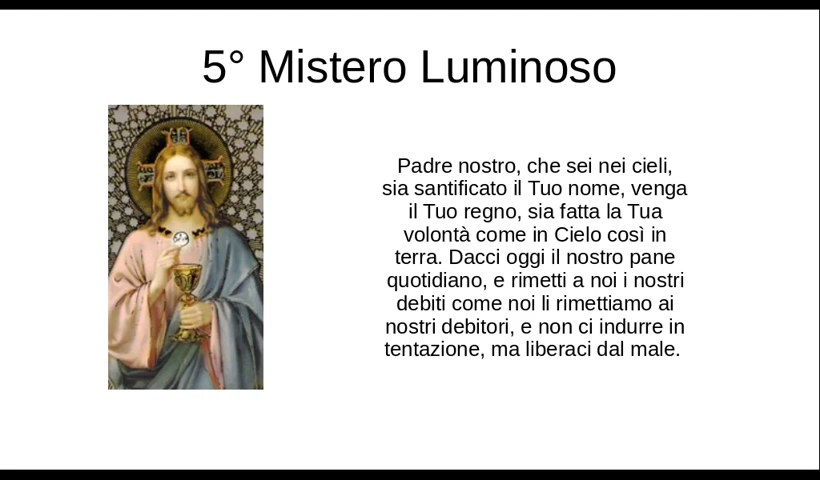 5° Mistero Luminoso
Padre nostro, che sei nei cieli,
sia santificato il Tuo nome, venga
il Tuo regno, sia fatta la Tua
volontà come in Cielo così in
terra. Dacci oggi il nostro pane
quotidiano, e rimetti a noi i nostri
debiti come noi li rimettiamo ai
nostri debitori, e non ci indurre in
tentazione, ma liberaci dal male.